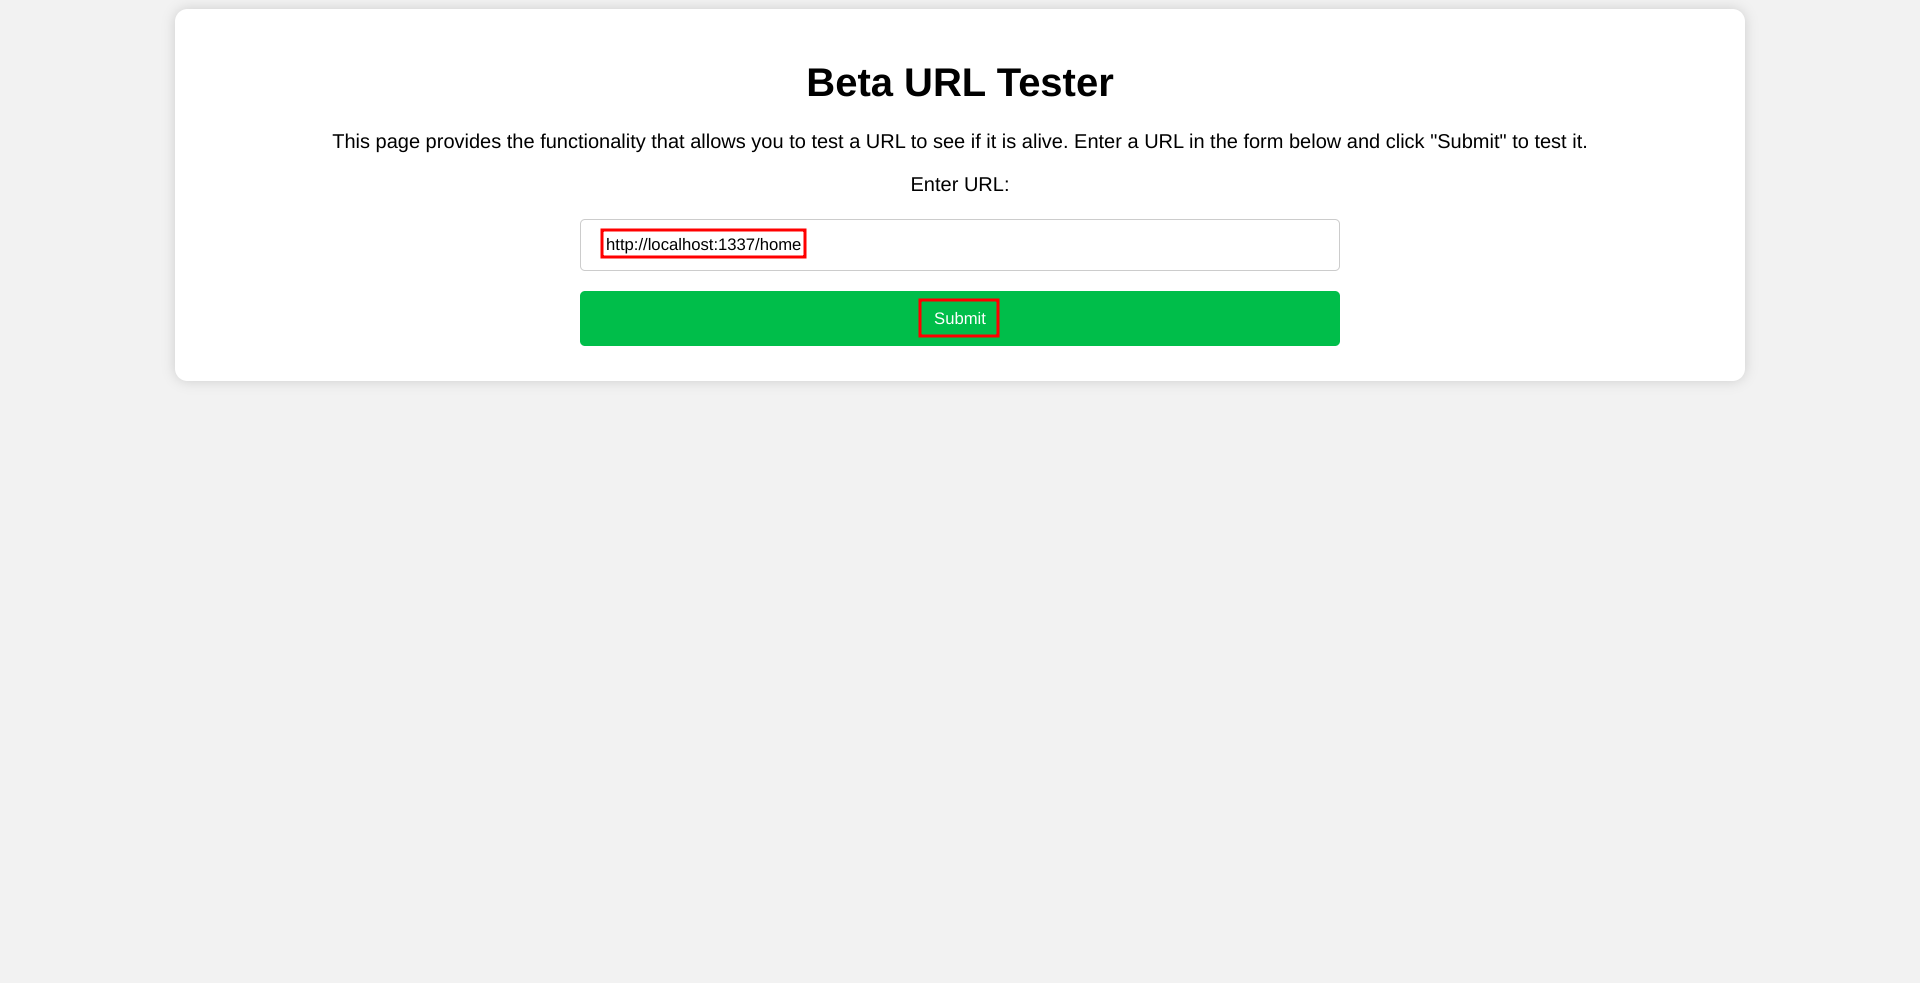 Beta URL Tester
This page provides the functionality that allows you to test a URL to see if it is alive. Enter a URL in the form below and click "Submit" to test it.
Enter URL:
http://localhost:1337/home
Submit